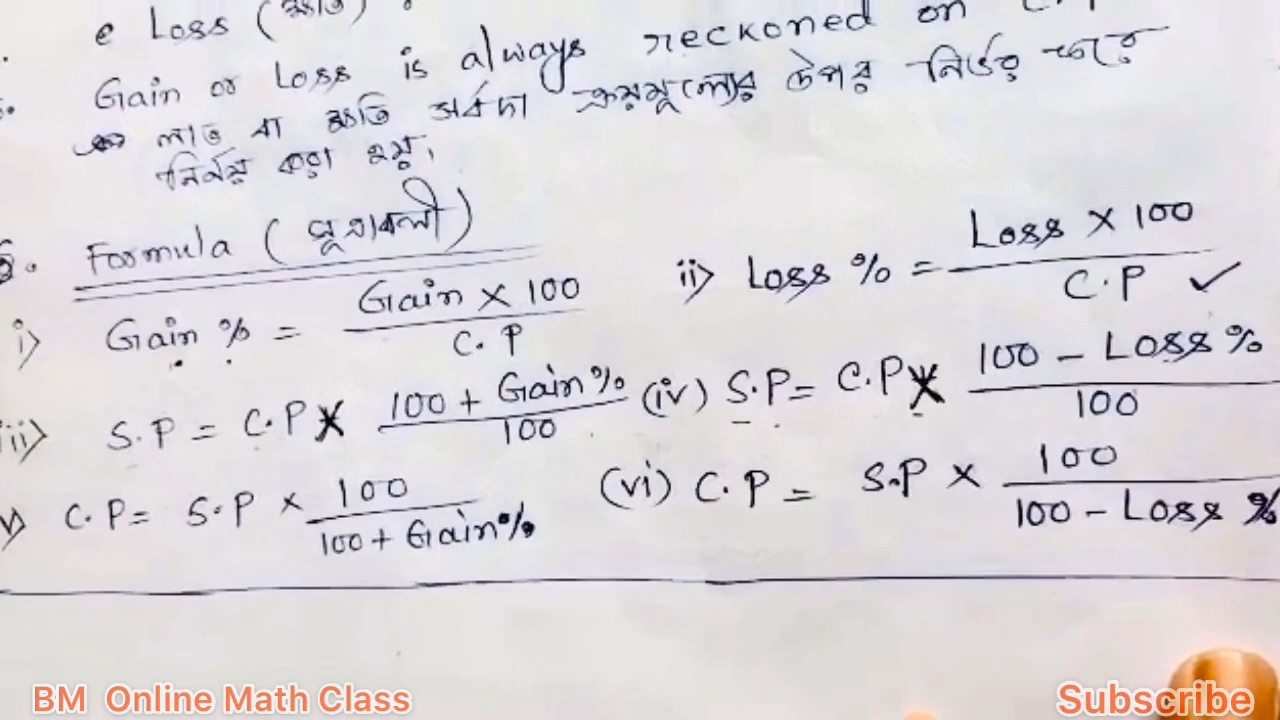 e Loss (ক্ষতি) :
Gain or Loss is always reckoned on
লাভ বা ক্ষতি সর্বদা ক্রয়মূল্যের উপর নির্ভর করে
নির্ণয় করা হয়।
Formula (সূত্রাবলী)
i) Gain % = Gain × 100 / C.P
ii) Loss % = Loss × 100 / C.P ✓
iii) S.P = C.P × 100 + Gain% / 100
(iv) S.P = C.P × 100 - Loss% / 100
v) C.P = S.P × 100 / 100 + Gain%
(vi) C.P = S.P × 100 / 100 - Loss %
BM Online Math Class
Subscribe